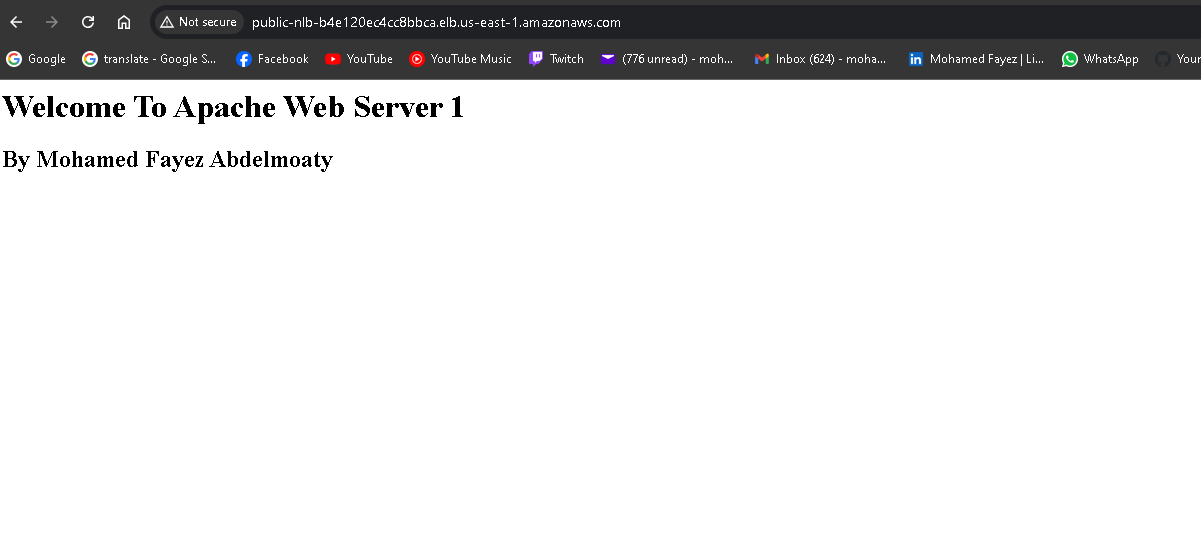 Not secure public-nlb-b4e120ec4cc8bbca.elb.us-east-1.amazonaws.com
Google translate - Google S... Facebook YouTube YouTube Music Twitch (776 unread) - moh... Inbox (624) - moha... Mohamed Fayez | Li... WhatsApp Your
Welcome To Apache Web Server 1
By Mohamed Fayez Abdelmoaty